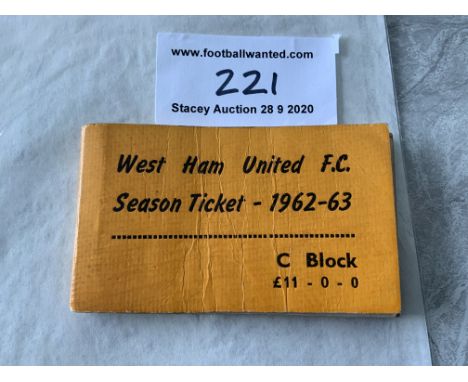 www.footballwanted.com
221
Stacey Auction 28 9 2020
West Ham United F.C.
Season Ticket - 1962-63
C Block
£11 - 0 - 0